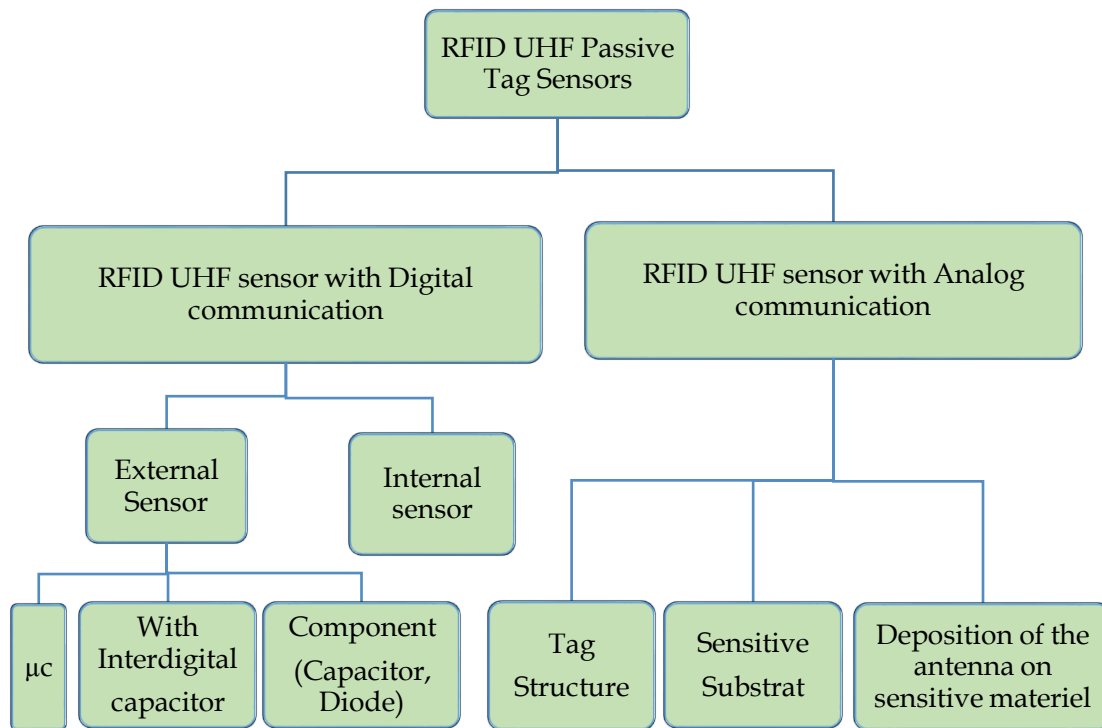 RFID UHF Passive
Tag Sensors
RFID UHF sensor with Digital
communication
RFID UHF sensor with Analog
communication
External
Sensor
Internal
sensor
μc
With
Interdigital
capacitor
Component
(Capacitor,
Diode)
Tag
Structure
Sensitive
Substrat
Deposition of the
antenna on
sensitive materiel